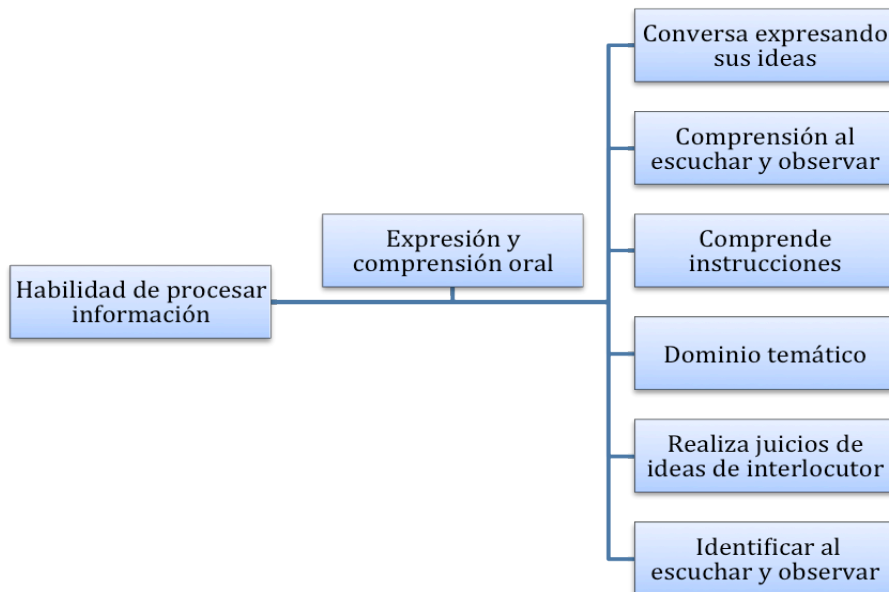 Habilidad de procesar
información
Expresión y
comprensión oral
Conversa expresando
sus ideas
Comprensión al
escuchar y observar
Comprende
instrucciones
Dominio temático
Realiza juicios de
ideas de interlocutor
Identificar al
escuchar y observar